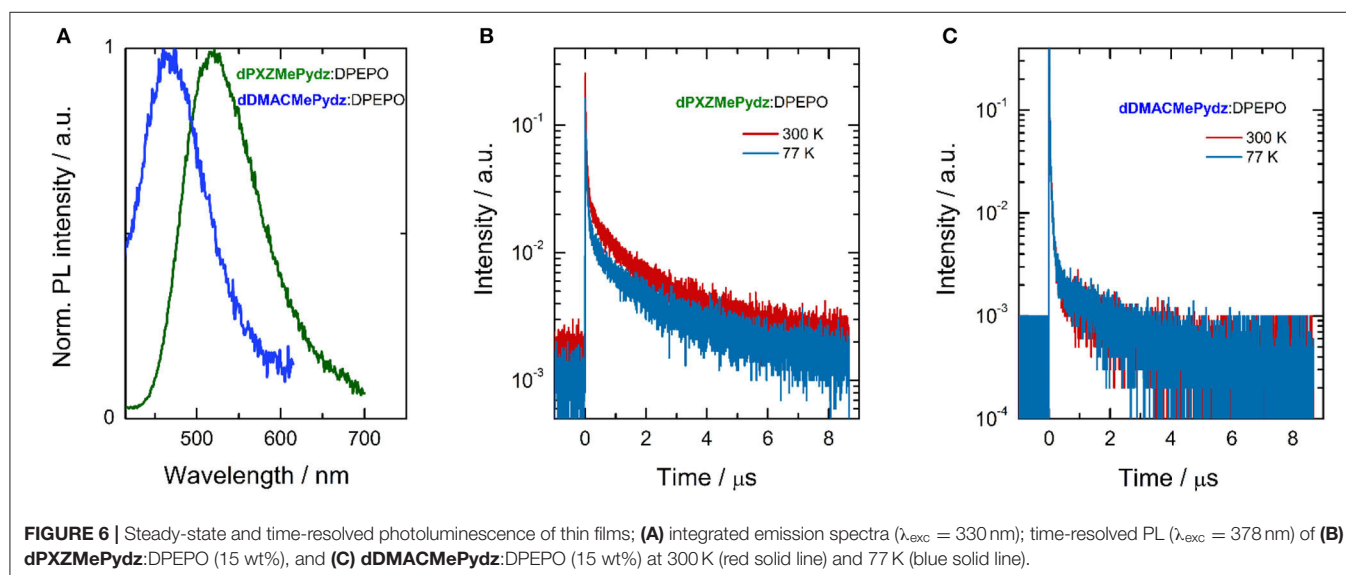 A
1
0
Norm. PL intensity / a.u.
dPXZMePydz:DPEPO
dDMACMePydz:DPEPO
500
600
700
Wavelength / nm
B
Intensity / a.u.
10⁻¹
10⁻²
10⁻³
dPXZMePydz:DPEPO
300 K
77 K
0
2
4
6
8
Time / μs
C
Intensity / a.u.
10⁻¹
10⁻²
10⁻³
10⁻⁴
dDMACMePydz:DPEPO
300 K
77 K
0
2
4
6
8
Time / μs
FIGURE 6 | Steady-state and time-resolved photoluminescence of thin films; (A) integrated emission spectra (λexc = 330 nm); time-resolved PL (λexc = 378 nm) of (B)
dPXZMePydz:DPEPO (15 wt%), and (C) dDMACMePydz:DPEPO (15 wt%) at 300 K (red solid line) and 77 K (blue solid line).